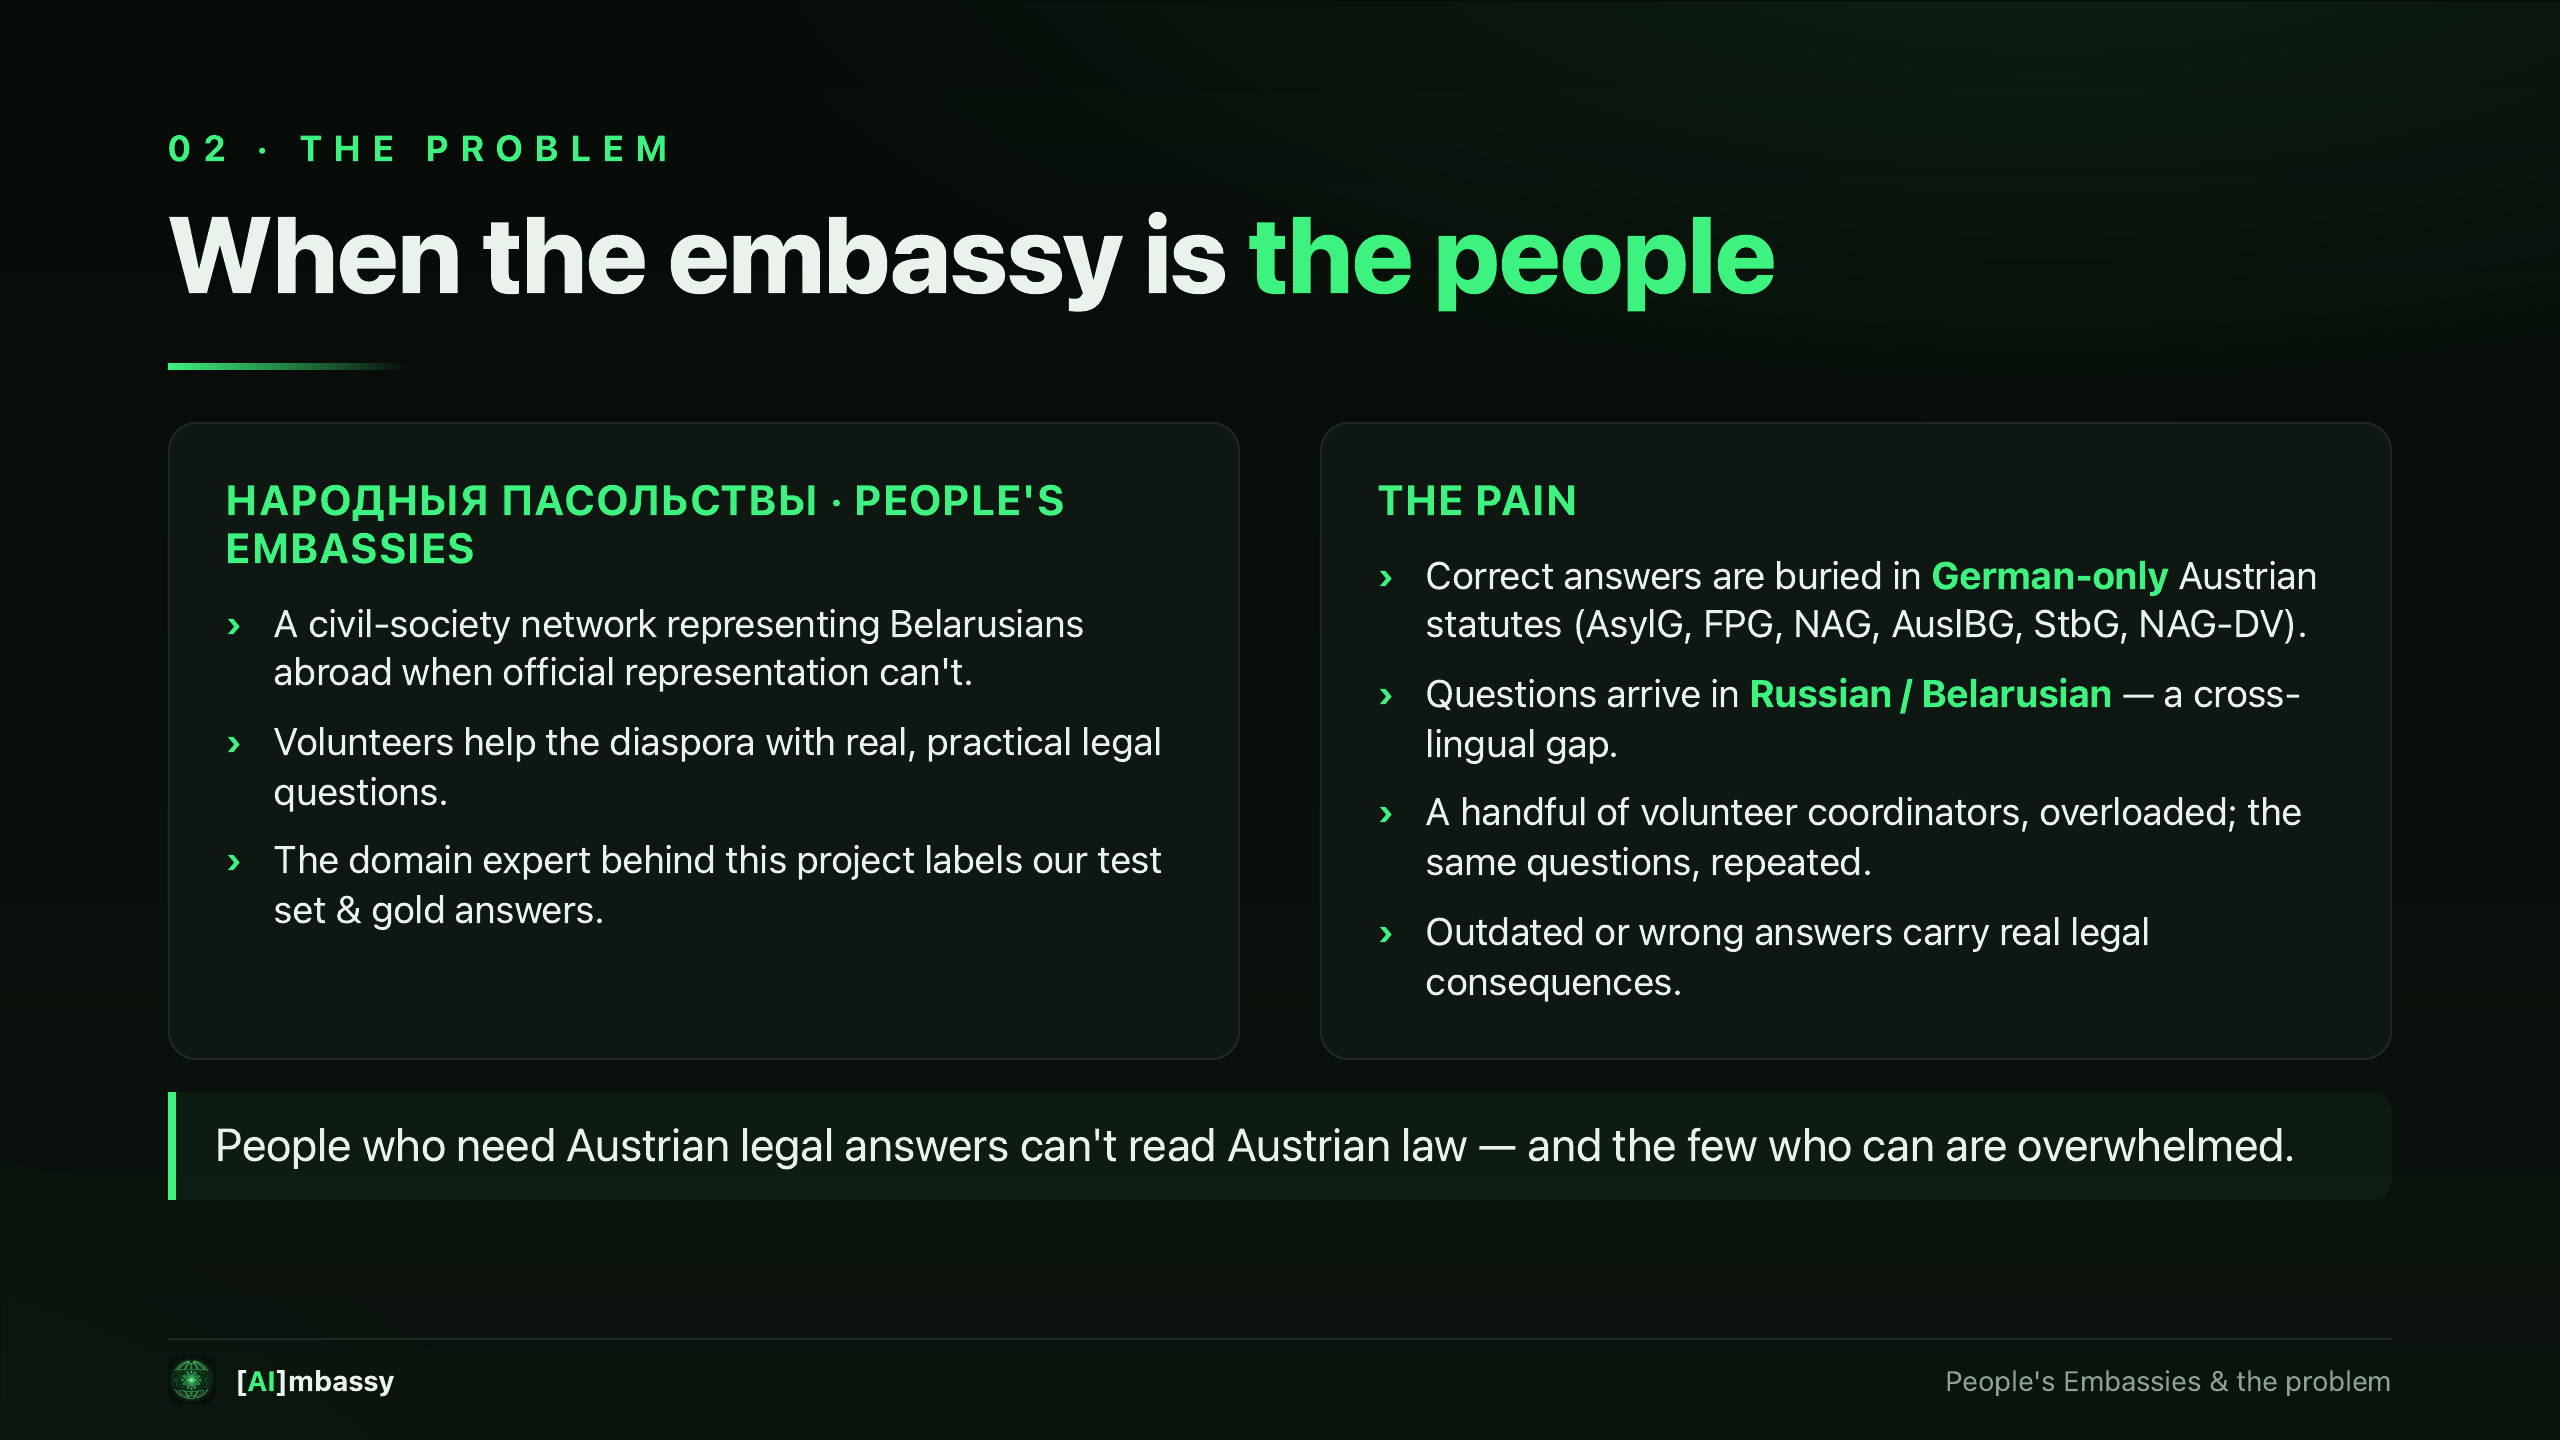 02 · THE PROBLEM
When the embassy is the people
НАРОДНЫЯ ПАСОЛЬСТВЫ · PEOPLE'S
EMBASSIES
› A civil-society network representing Belarusians
abroad when official representation can't.
› Volunteers help the diaspora with real, practical legal
questions.
› The domain expert behind this project labels our test
set & gold answers.
THE PAIN
› Correct answers are buried in German-only Austrian
statutes (AsylG, FPG, NAG, AuslBG, StbG, NAG-DV).
› Questions arrive in Russian / Belarusian — a cross-
lingual gap.
› A handful of volunteer coordinators, overloaded; the
same questions, repeated.
› Outdated or wrong answers carry real legal
consequences.
People who need Austrian legal answers can't read Austrian law — and the few who can are overwhelmed.
[AI]mbassy
People's Embassies & the problem